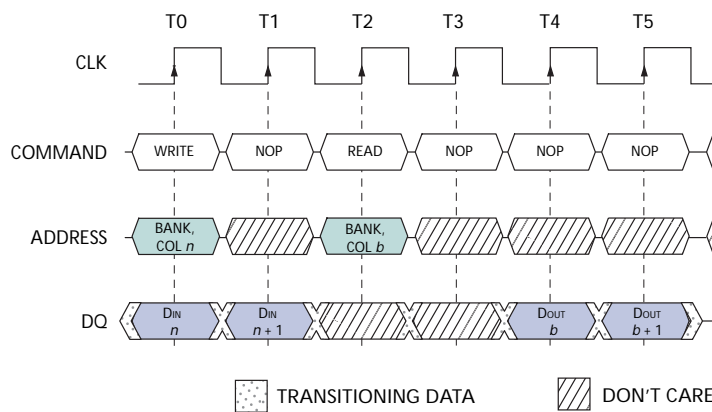 T0 T1 T2 T3 T4 T5
CLK
COMMAND WRITE NOP READ NOP NOP NOP
ADDRESS
BANK,
COL n
BANK,
COL b
DQ
DIN
n
DIN
n + 1
DOUT
b
DOUT
b + 1
TRANSITIONING DATA
DON'T CARE